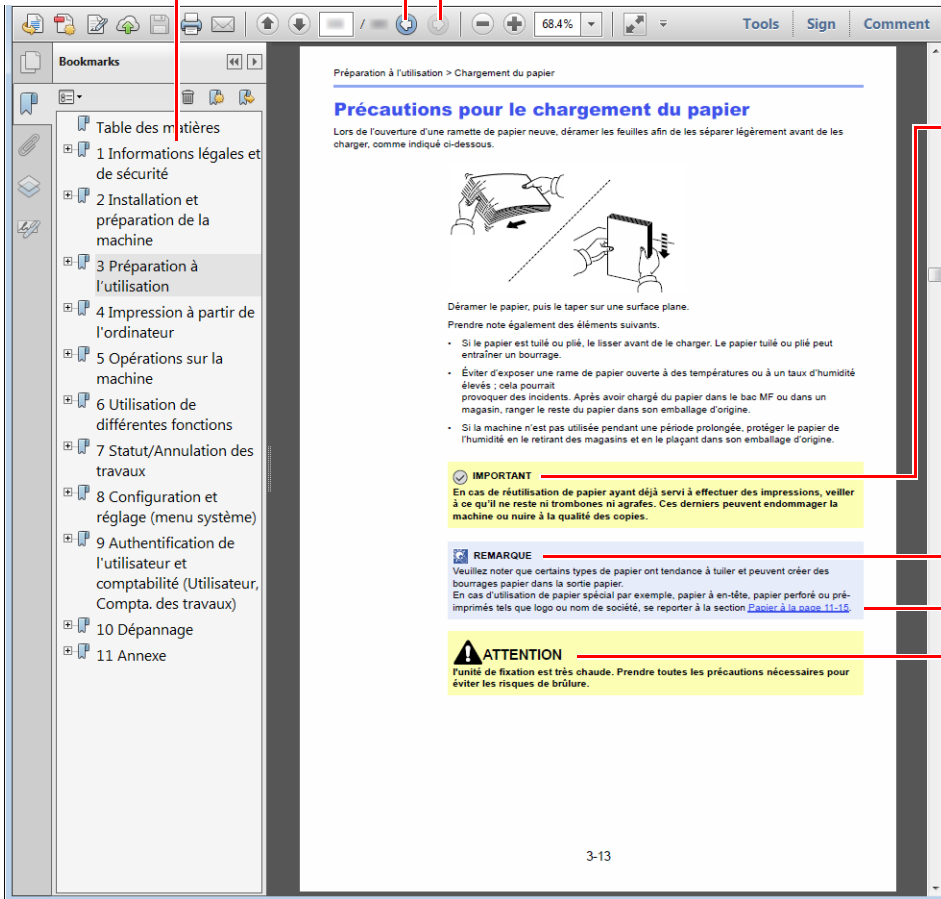 /
68.4%
Tools
Sign
Comment
Bookmarks
Table des matières
1 Informations légales et
de sécurité
2 Installation et
préparation de la
machine
3 Préparation à
l'utilisation
4 Impression à partir de
l'ordinateur
5 Opérations sur la
machine
6 Utilisation de
différentes fonctions
7 Statut/Annulation des
travaux
8 Configuration et
réglage (menu système)
9 Authentification de
l'utilisateur et
comptabilité (Utilisateur,
Compta. des travaux)
10 Dépannage
11 Annexe
Préparation à l'utilisation > Chargement du papier
Précautions pour le chargement du papier
Lors de l'ouverture d'une ramette de papier neuve, déramer les feuilles afin de les séparer légèrement avant de les
charger, comme indiqué ci-dessous.
Déramer le papier, puis le taper sur une surface plane.
Prendre note également des éléments suivants.
• Si le papier est tuilé ou plié, le lisser avant de le charger. Le papier tuilé ou plié peut
entraîner un bourrage.
• Éviter d'exposer une rame de papier ouverte à des températures ou à un taux d'humidité
élevés ; cela pourrait
provoquer des incidents. Après avoir chargé du papier dans le bac MF ou dans un
magasin, ranger le reste du papier dans son emballage d'origine.
• Si la machine n'est pas utilisée pendant une période prolongée, protéger le papier de
l'humidité en le retirant des magasins et en le plaçant dans son emballage d'origine.
IMPORTANT
En cas de réutilisation de papier ayant déjà servi à effectuer des impressions, veiller
à ce qu'il ne reste ni trombones ni agrafes. Ces derniers peuvent endommager la
machine ou nuire à la qualité des copies.
REMARQUE
Veuillez noter que certains types de papier ont tendance à tuiler et peuvent créer des
bourrages papier dans la sortie papier.
En cas d'utilisation de papier spécial par exemple, papier à en-tête, papier perforé ou pré-
imprimés tels que logo ou nom de société, se reporter à la section Papier à la page 11-15.
ATTENTION
l'unité de fixation est très chaude. Prendre toutes les précautions nécessaires pour
éviter les risques de brûlure.
3-13